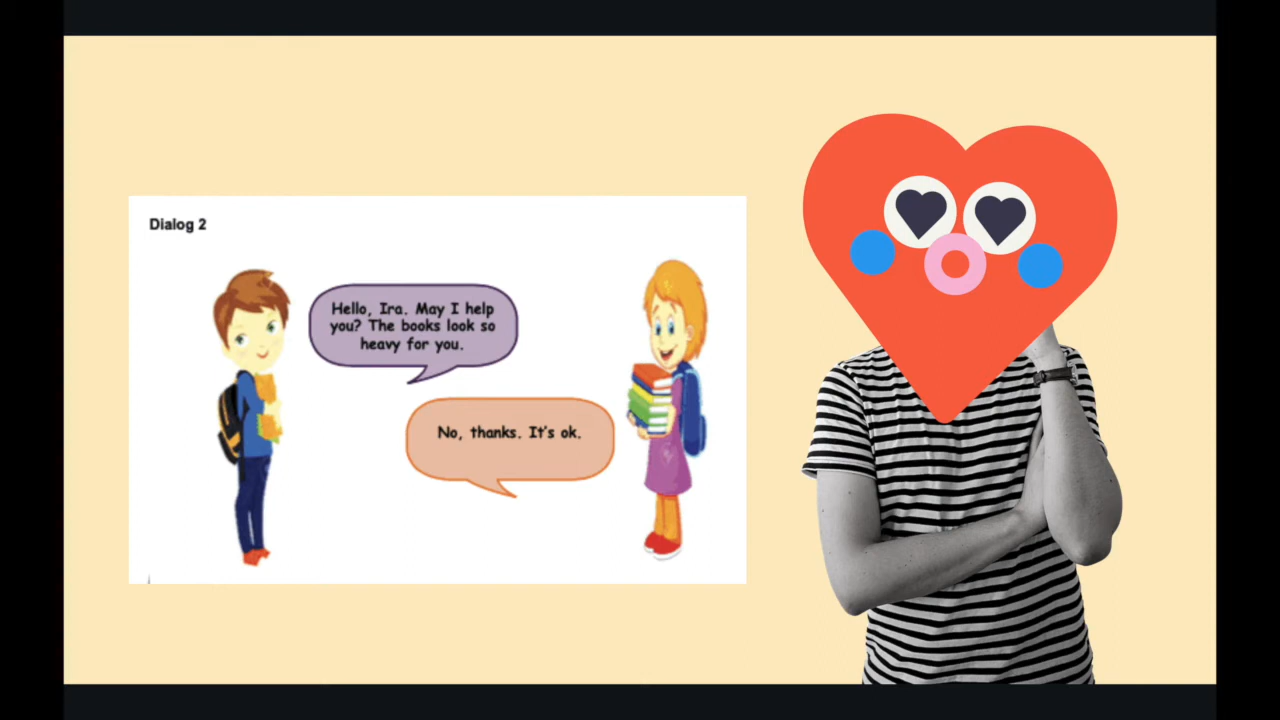 Dialog 2
Hello, Ira. May I help
you? The books look so
heavy for you.
No, thanks. It's ok.